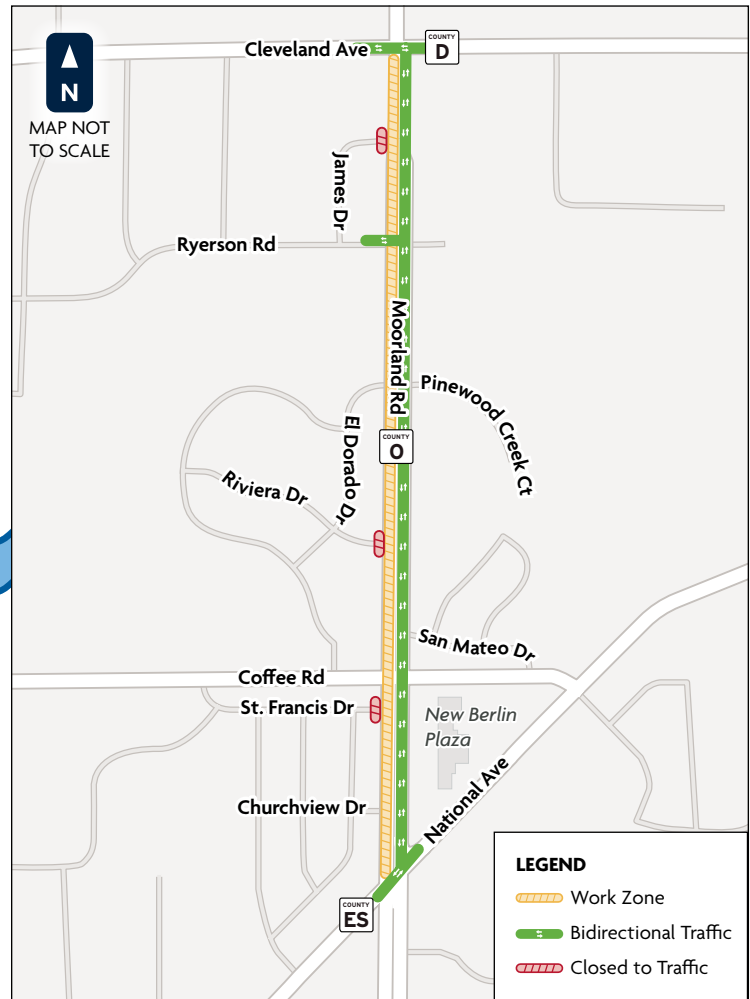 Cleveland Ave
COUNTY
D
N
MAP NOT
TO SCALE
James Dr
Ryerson Rd
Moorland Rd
Pinewood Creek Ct
El Dorado Dr
COUNTY
O
Riviera Dr
San Mateo Dr
Coffee Rd
St. Francis Dr
New Berlin
Plaza
National Ave
Churchview Dr
COUNTY
ES
LEGEND
Work Zone
Bidirectional Traffic
Closed to Traffic